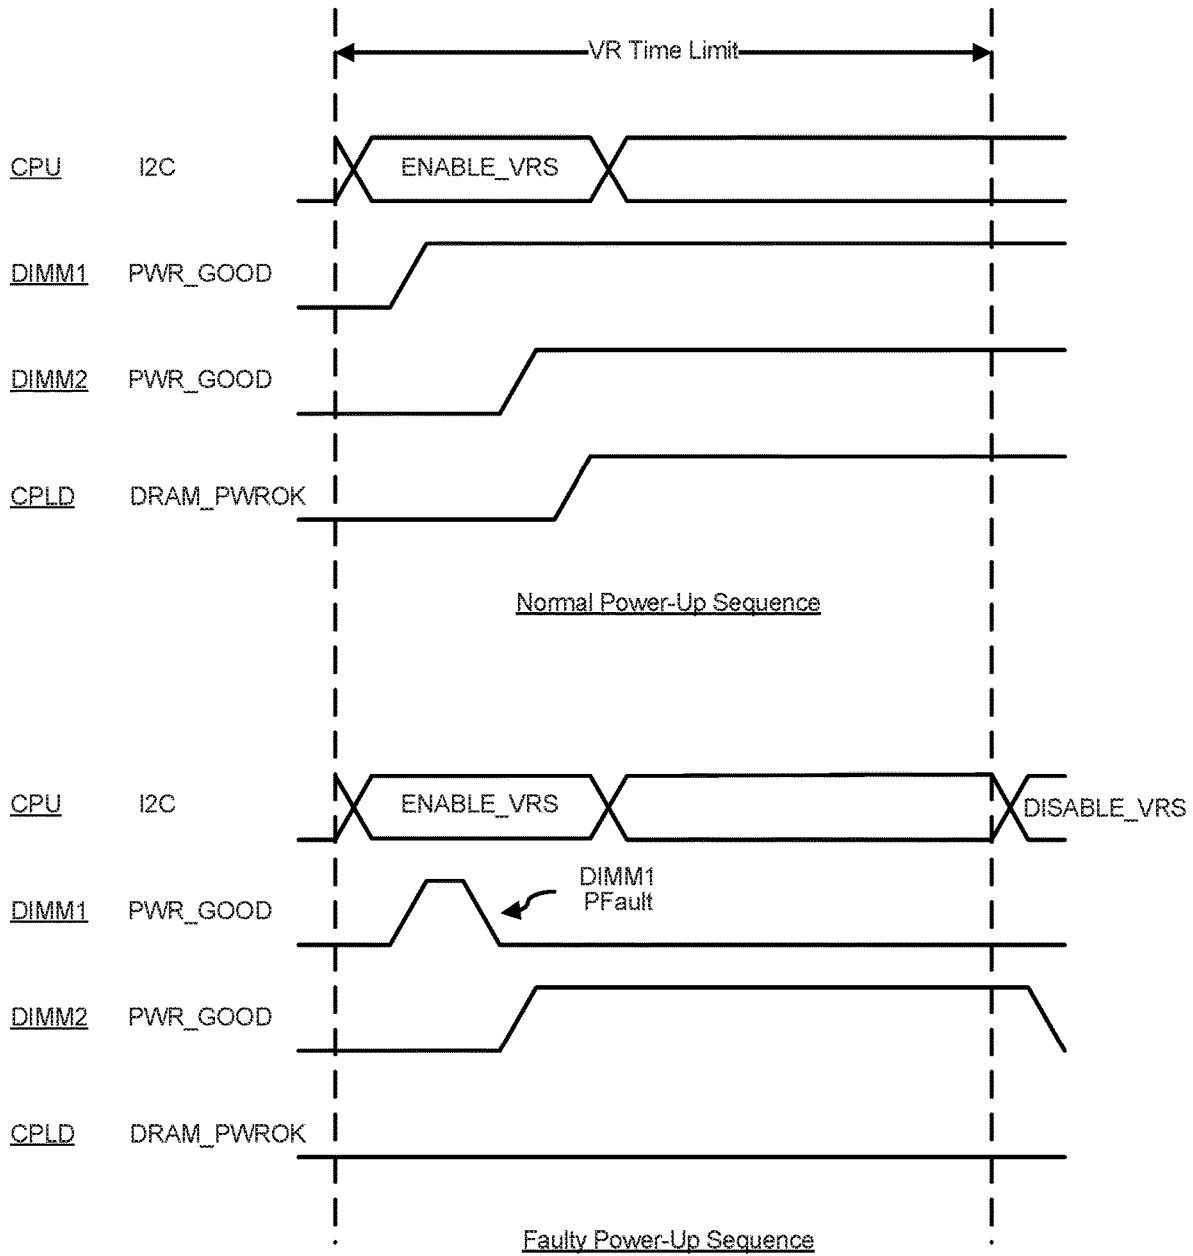 VR Time Limit
CPU I2C ENABLE_VRS
DIMM1 PWR_GOOD
DIMM2 PWR_GOOD
CPLD DRAM_PWROK
Normal Power-Up Sequence
CPU I2C ENABLE_VRS DISABLE_VRS
DIMM1
PFault
DIMM1 PWR_GOOD
DIMM2 PWR_GOOD
CPLD DRAM_PWROK
Faulty Power-Up Sequence